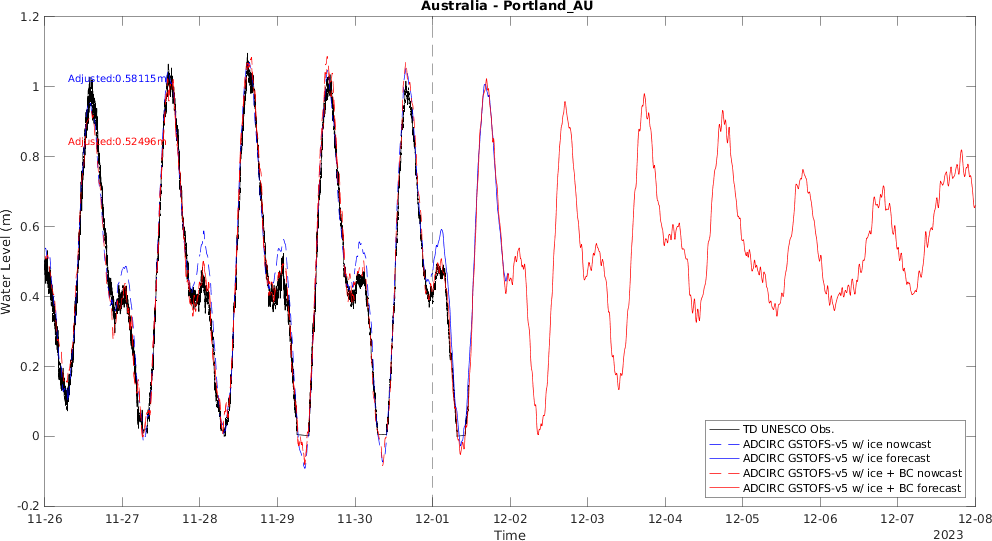 Australia - Portland_AU
Water Level (m)
1.2
1
0.8
0.6
0.4
0.2
0
-0.2
Adjusted:0.58115m
Adjusted:0.52496m
TD UNESCO Obs.
ADCIRC GSTOFS-v5 w/ ice nowcast
ADCIRC GSTOFS-v5 w/ ice forecast
ADCIRC GSTOFS-v5 w/ ice + BC nowcast
ADCIRC GSTOFS-v5 w/ ice + BC forecast
11-26 11-27 11-28 11-29 11-30 12-01 12-02 12-03 12-04 12-05 12-06 12-07 12-08
Time
2023